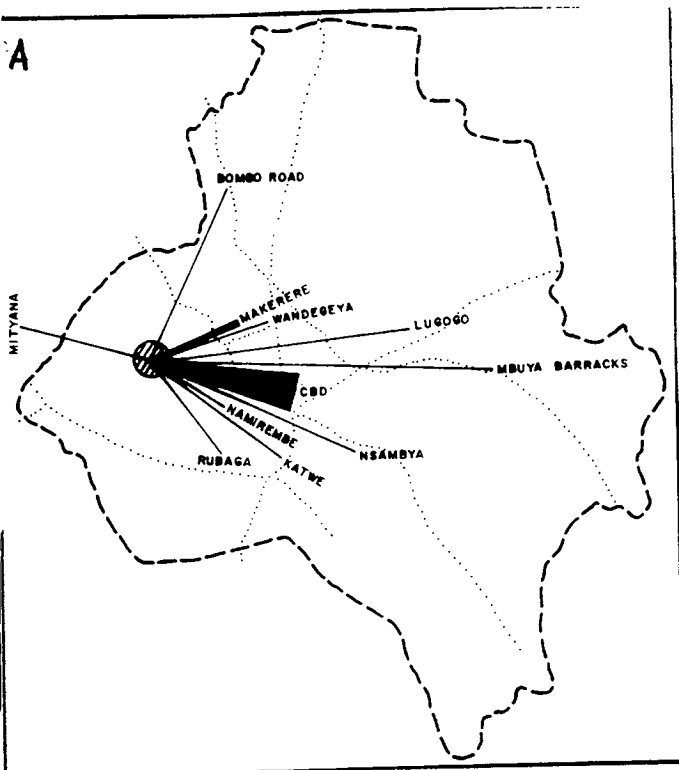 A
BOMBO ROAD
MAKERERE
WANDEGEYA
MITYANA
LUGOGO
MBUYA BARRACKS
CBD
NAMIREMBE
NSAMBYA
RUBAGA
KATWE